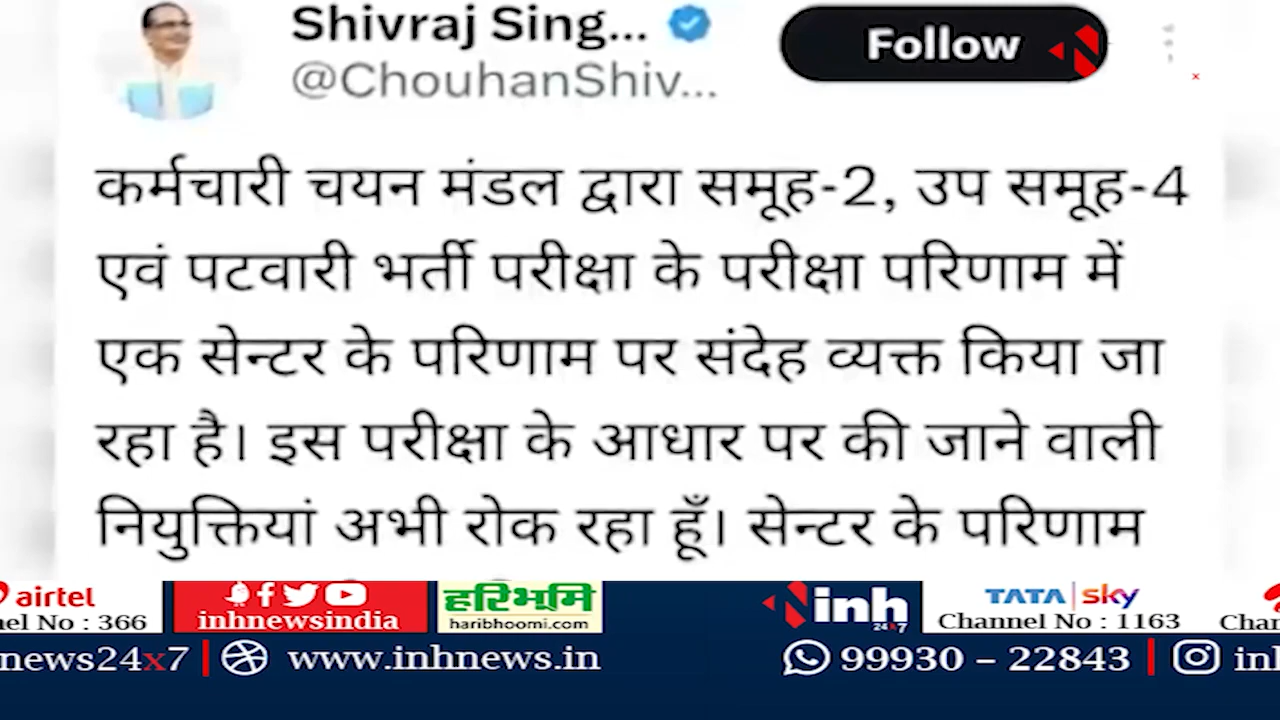 Shivraj Sing...
@ChouhanShiv...
Follow
कर्मचारी चयन मंडल द्वारा समूह-2, उप समूह-4
एवं पटवारी भर्ती परीक्षा के परीक्षा परिणाम में
एक सेन्टर के परिणाम पर संदेह व्यक्त किया जा
रहा है। इस परीक्षा के आधार पर की जाने वाली
नियुक्तियां अभी रोक रहा हूँ। सेन्टर के परिणाम
airtel
nel No : 366
inhnewsindia
हरिभूमि
haribhoomi.com
inh
24x7
TATA sky
Channel No : 1163
Cha
news24x7
www.inhnews.in
99930 – 22843
inh